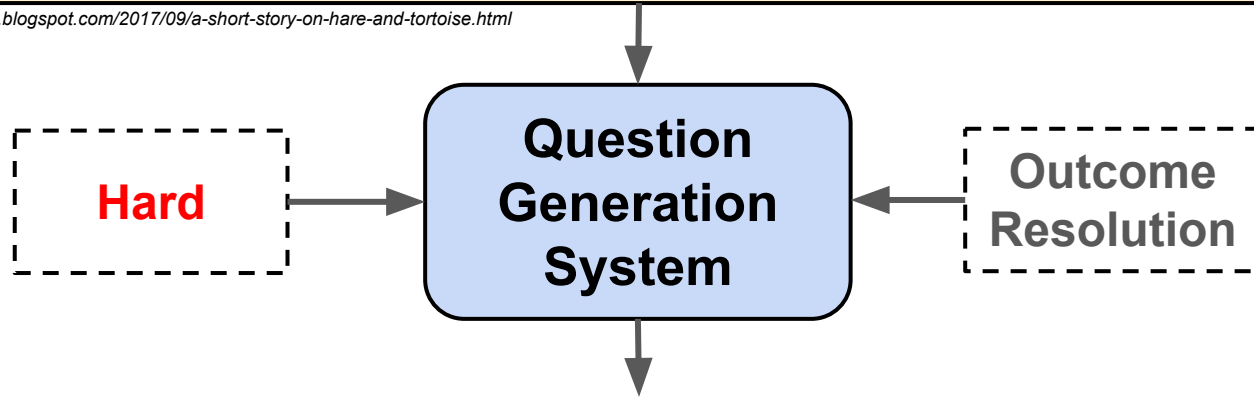 .blogspot.com/2017/09/a-short-story-on-hare-and-tortoise.html
Hard
Question
Generation
System
Outcome
Resolution